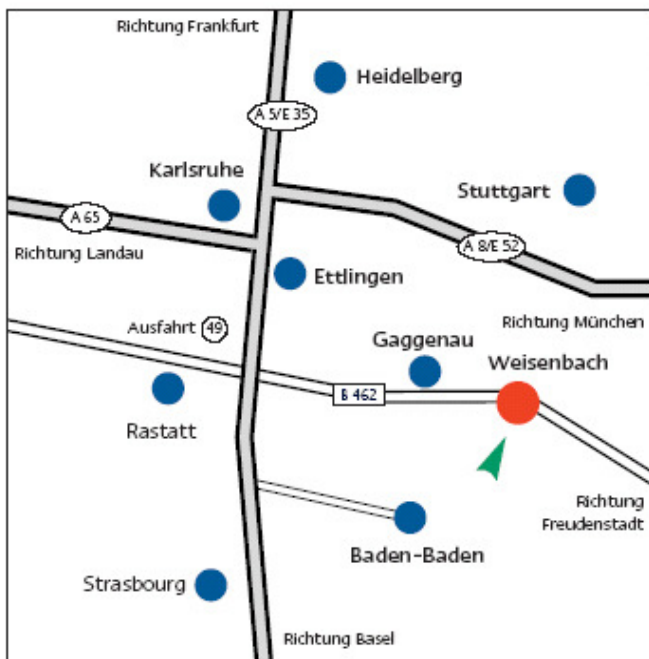 Richtung Frankfurt
Heidelberg
A 5/E 35
Karlsruhe
Stuttgart
A 65
Richtung Landau
A 8/E 52
Ettlingen
Ausfahrt 49
Richtung München
Gaggenau
Weisenbach
B 462
Rastatt
Richtung
Freudenstadt
Baden-Baden
Strasbourg
Richtung Basel